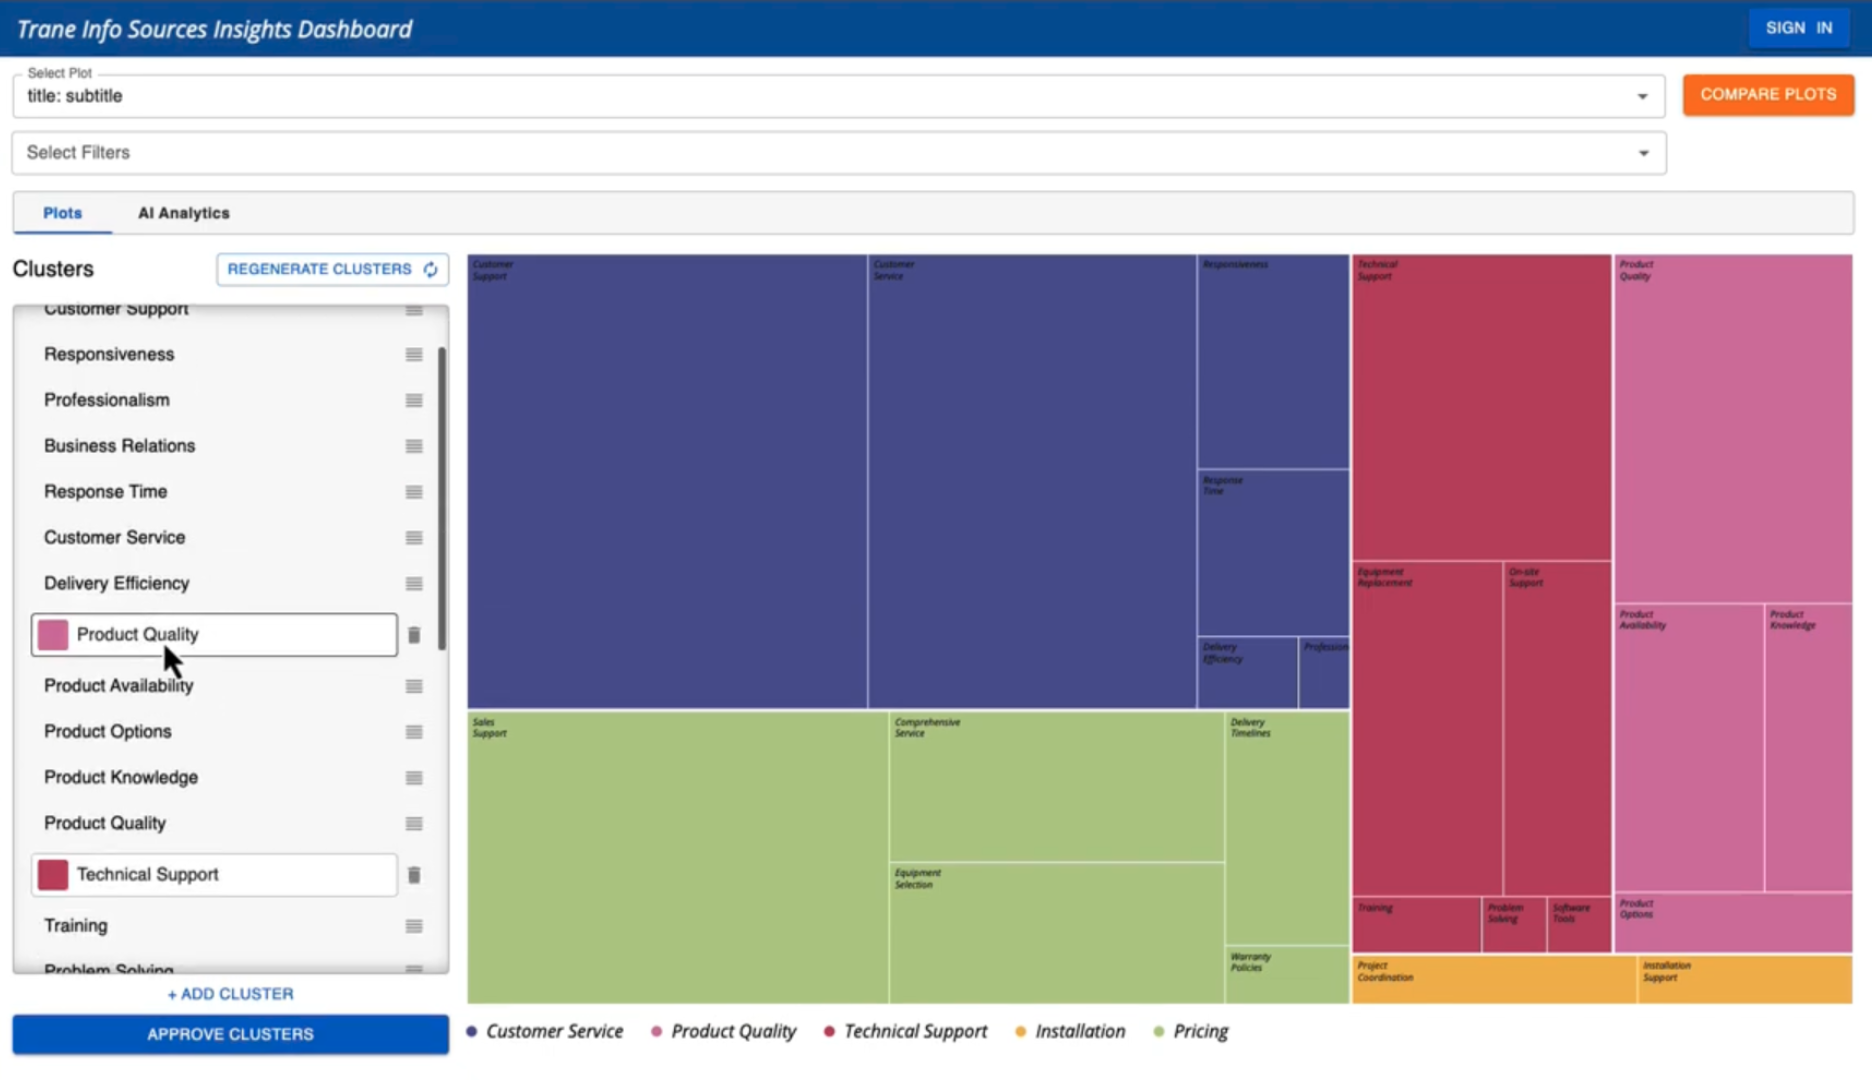 Trane Info Sources Insights Dashboard
SIGN IN
Select Plot
title: subtitle
COMPARE PLOTS
Select Filters
Plots
AI Analytics
Clusters
REGENERATE CLUSTERS
Customer Support
Responsiveness
Professionalism
Business Relations
Response Time
Customer Service
Delivery Efficiency
Product Quality
Product Availability
Product Options
Product Knowledge
Product Quality
Technical Support
Training
Problem Solving
+ ADD CLUSTER
APPROVE CLUSTERS
Customer
Support
Customer
Service
Responsiveness
Response
Time
Delivery
Efficiency
Profession
Sales
Support
Comprehensive
Service
Equipment
Selection
Delivery
Timelines
Warranty
Policies
Technical
Support
Equipment
Replacement
On-site
Support
Training
Problem
Solving
Software
Tools
Product
Quality
Product
Availability
Product
Knowledge
Product
Options
Project
Coordination
Installation
Support
Customer Service
Product Quality
Technical Support
Installation
Pricing